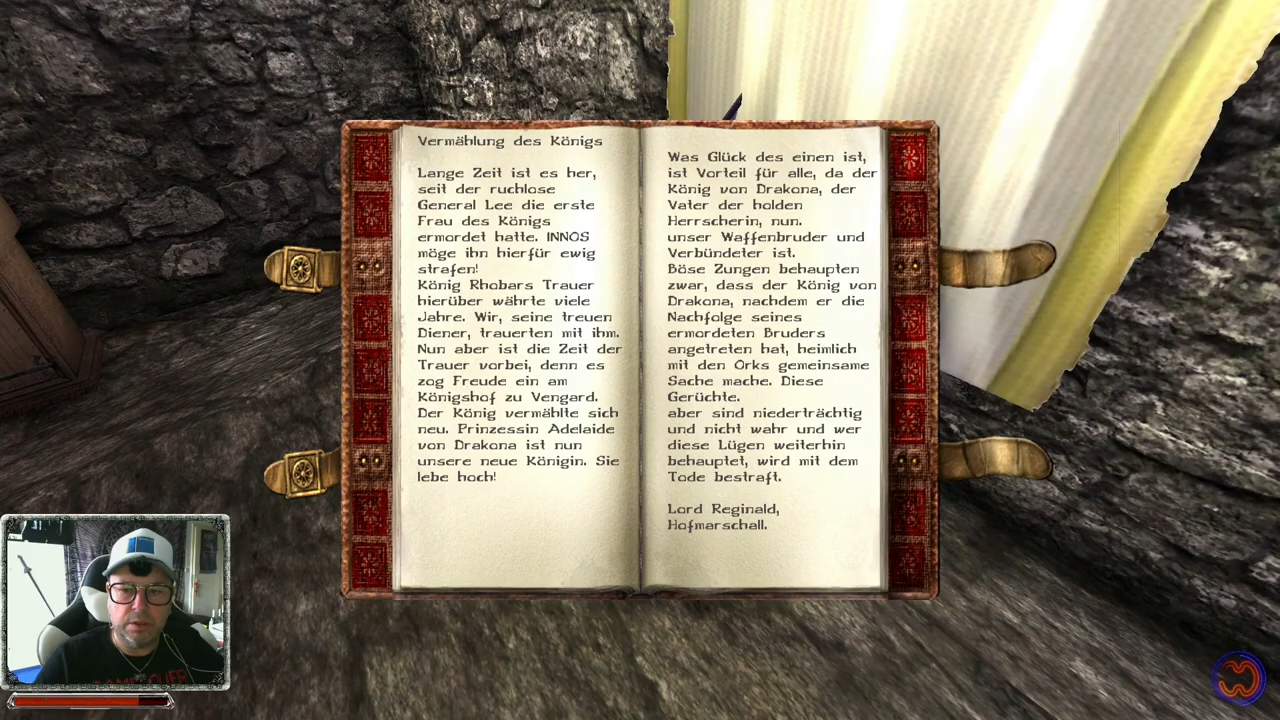 Vermählung des Königs
Lange Zeit ist es her,
seit der ruchlose
General Lee die erste
Frau des Königs
ermordet hatte. INNOS
möge ihn hierfür ewig
strafen!
König Rhobars Trauer
hierüber währte viele
Jahre. Wir, seine treuen
Diener, trauerten mit ihm.
Nun aber ist die Zeit der
Trauer vorbei, denn es
zog Freude ein am
Königshof zu Vengard.
Der König vermählte sich
neu. Prinzessin Adelaide
von Drakona ist nun
unsere neue Königin. Sie
lebe hoch!
Was Glück des einen ist,
ist Vorteil für alle, da der
König von Drakona, der
Vater der holden
Herrscherin, nun.
unser Waffenbruder und
Verbündeter ist.
Böse Zungen behaupten
zwar, dass der König von
Drakona, nachdem er die
Nachfolge seines
ermordeten Bruders
angetreten hat, heimlich
mit den Orks gemeinsame
Sache mache. Diese
Gerüchte.
aber sind niederträchtig
und nicht wahr und wer
diese Lügen weiterhin
behauptet, wird mit dem
Tode bestraft.
Lord Reginald,
Hofmarschall.